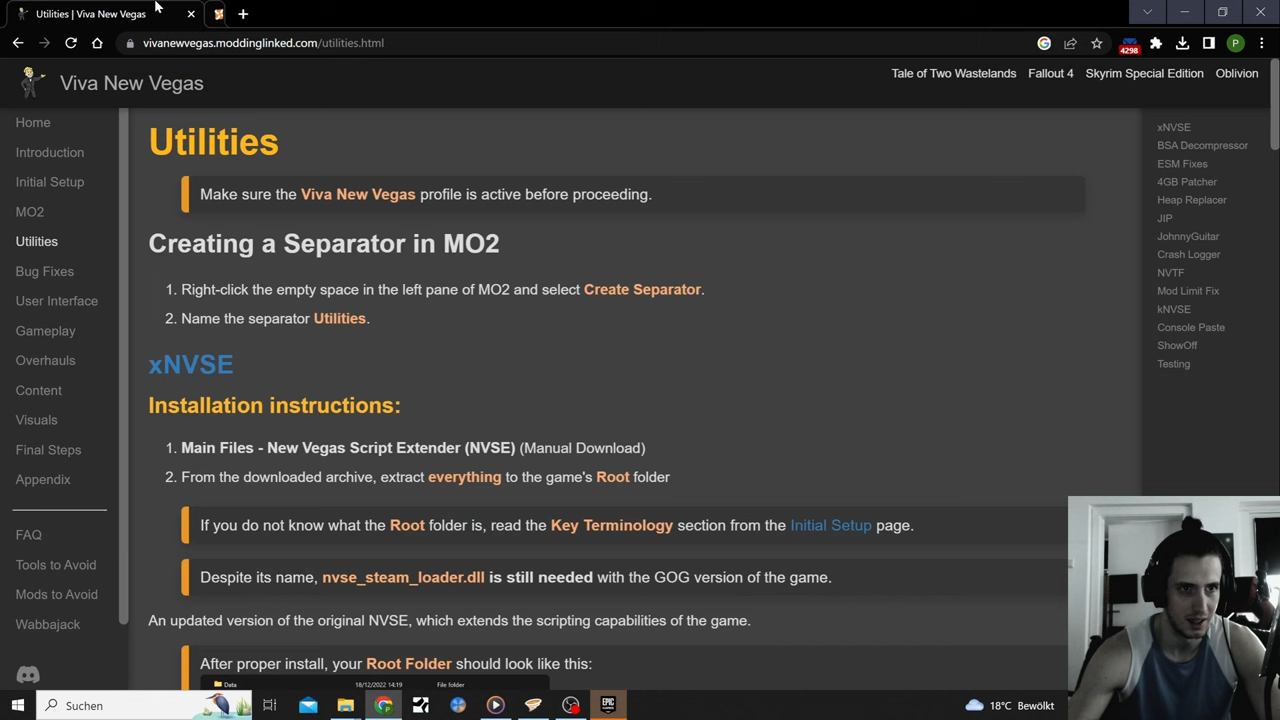 Utilities | Viva New Vegas
vivanewvegas.moddinglinked.com/utilities.html
4298
P
Viva New Vegas
Tale of Two Wastelands
Fallout 4
Skyrim Special Edition
Oblivion
Home
Introduction
Initial Setup
MO2
Utilities
Bug Fixes
User Interface
Gameplay
Overhauls
Content
Visuals
Final Steps
Appendix
FAQ
Tools to Avoid
Mods to Avoid
Wabbajack
Utilities
Make sure the Viva New Vegas profile is active before proceeding.
Creating a Separator in MO2
1. Right-click the empty space in the left pane of MO2 and select Create Separator.
2. Name the separator Utilities.
xNVSE
Installation instructions:
1. Main Files - New Vegas Script Extender (NVSE) (Manual Download)
2. From the downloaded archive, extract everything to the game's Root folder
If you do not know what the Root folder is, read the Key Terminology section from the Initial Setup page.
Despite its name, nvse_steam_loader.dll is still needed with the GOG version of the game.
An updated version of the original NVSE, which extends the scripting capabilities of the game.
After proper install, your Root Folder should look like this:
Data 18/12/2022 14:19 File folder
xNVSE
BSA Decompressor
ESM Fixes
4GB Patcher
Heap Replacer
JIP
JohnnyGuitar
Crash Logger
NVTF
Mod Limit Fix
kNVSE
Console Paste
ShowOff
Testing
Suchen
EPIC
18°C Bewölkt